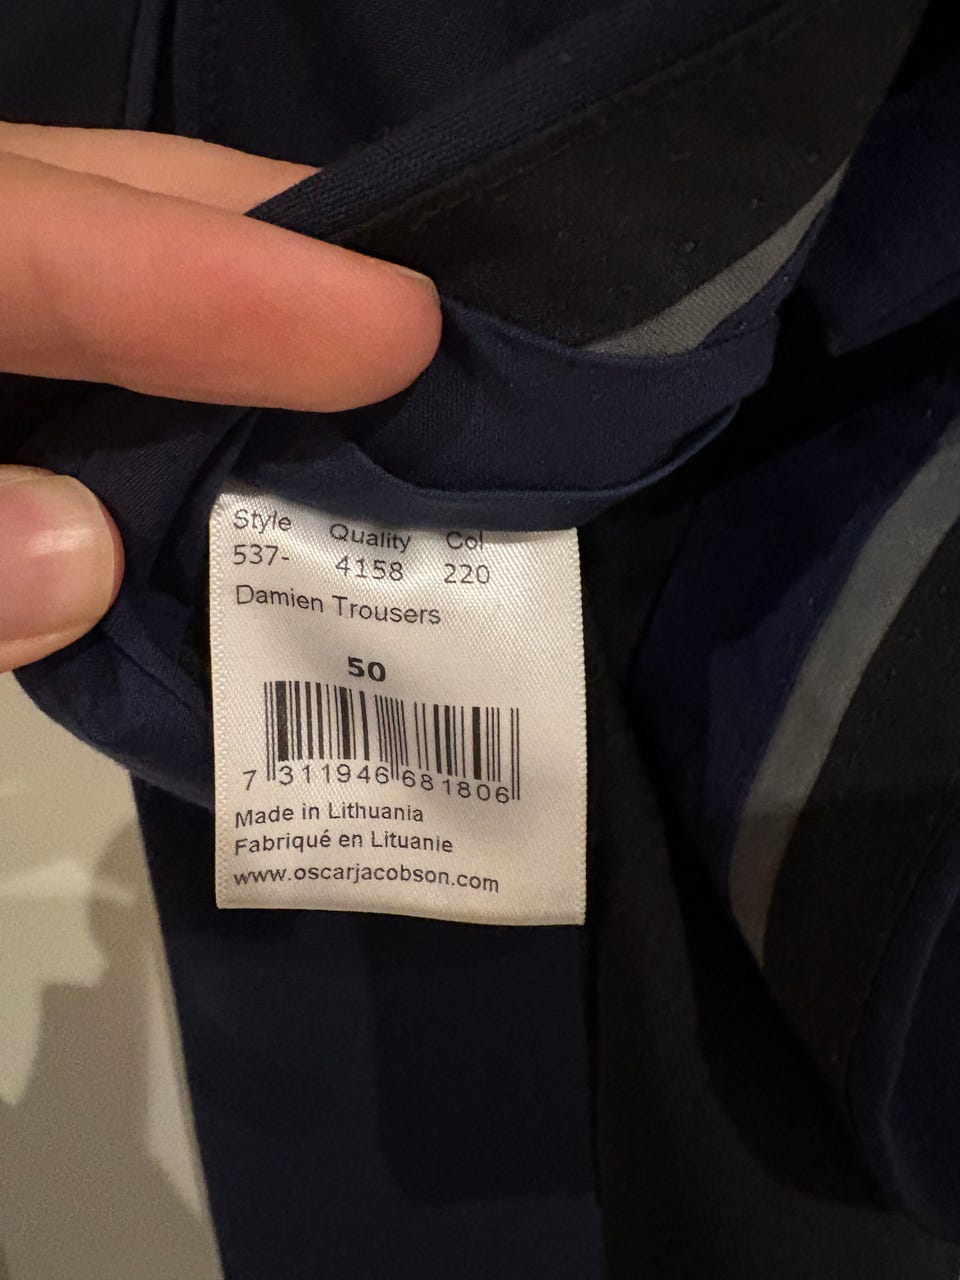 Style Quality Col
537- 4158 220
Damien Trousers
50
7 311946 681806
Made in Lithuania
Fabriqué en Lituanie
www.oscarjacobson.com